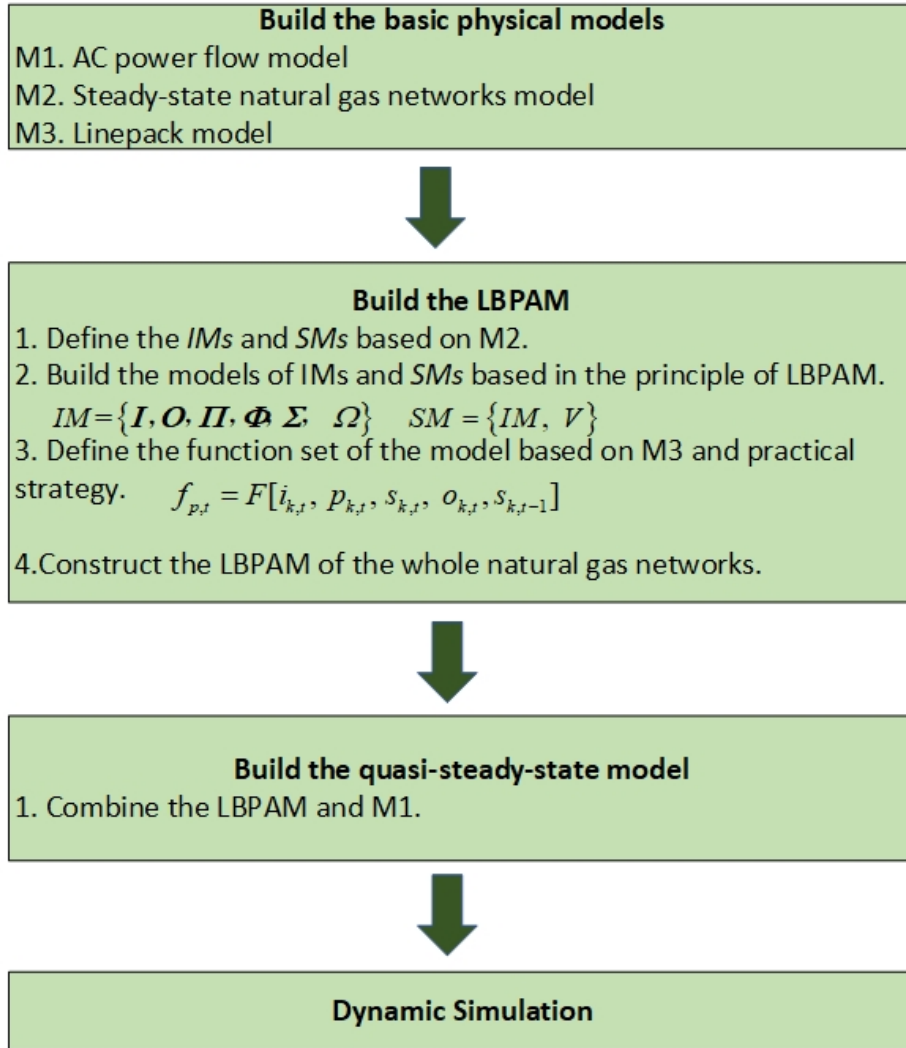 Build the basic physical models
M1. AC power flow model
M2. Steady-state natural gas networks model
M3. Linepack model
Build the LBPAM
1. Define the IMs and SMs based on M2.
2. Build the models of IMs and SMs based in the principle of LBPAM.
IM={I, O, Π, Φ, Σ, Ω} SM = {IM, V}
3. Define the function set of the model based on M3 and practical
strategy. f_{p,t} = F[i_{k,t}, p_{k,t}, s_{k,t}, o_{k,t}, s_{k,t-1}]
4.Construct the LBPAM of the whole natural gas networks.
Build the quasi-steady-state model
1. Combine the LBPAM and M1.
Dynamic Simulation